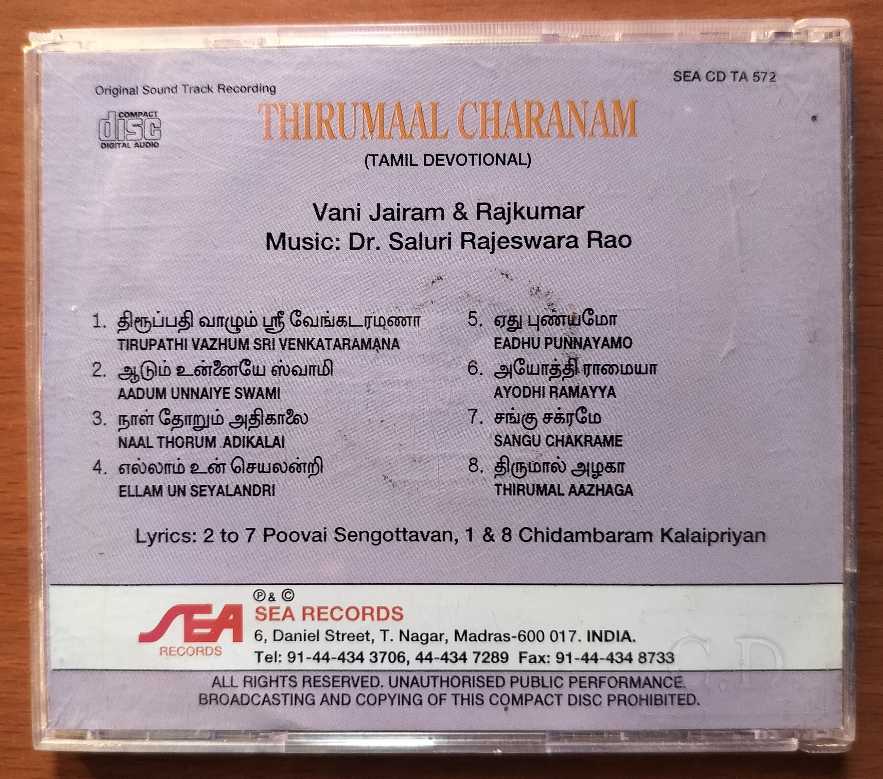 Original Sound Track Recording
SEA CD TA 572
COMPACT
disc
DIGITAL AUDIO
THIRUMAAL CHARANAM
(TAMIL DEVOTIONAL)
Vani Jairam & Rajkumar
Music: Dr. Saluri Rajeswara Rao
1. திருப்பதி வாழும் ஸ்ரீ வேங்கடரமணா
TIRUPATHI VAZHUM SRI VENKATARAMANA
2. ஆடும் உன்னையே ஸ்வாமி
AADUM UNNAIYE SWAMI
3. நாள் தோறும் அதிகாலை
NAAL THORUM ADIKALAI
4. எல்லாம் உன் செயலன்றி
ELLAM UN SEYALANDRI
5. ஏது புண்யமோ
EADHU PUNNAYAMO
6. அயோத்தி ராமையா
AYODHI RAMAYYA
7. சங்கு சக்ரமே
SANGU CHAKRAME
8. திருமால் அழகா
THIRUMAL AAZHAGA
Lyrics: 2 to 7 Poovai Sengottavan, 1 & 8 Chidambaram Kalaipriyan
SEA
RECORDS
℗ & ©
SEA RECORDS
6, Daniel Street, T. Nagar, Madras-600 017. INDIA.
Tel: 91-44-434 3706, 44-434 7289 Fax: 91-44-434 8733
C.D
ALL RIGHTS RESERVED. UNAUTHORISED PUBLIC PERFORMANCE.
BROADCASTING AND COPYING OF THIS COMPACT DISC PROHIBITED.